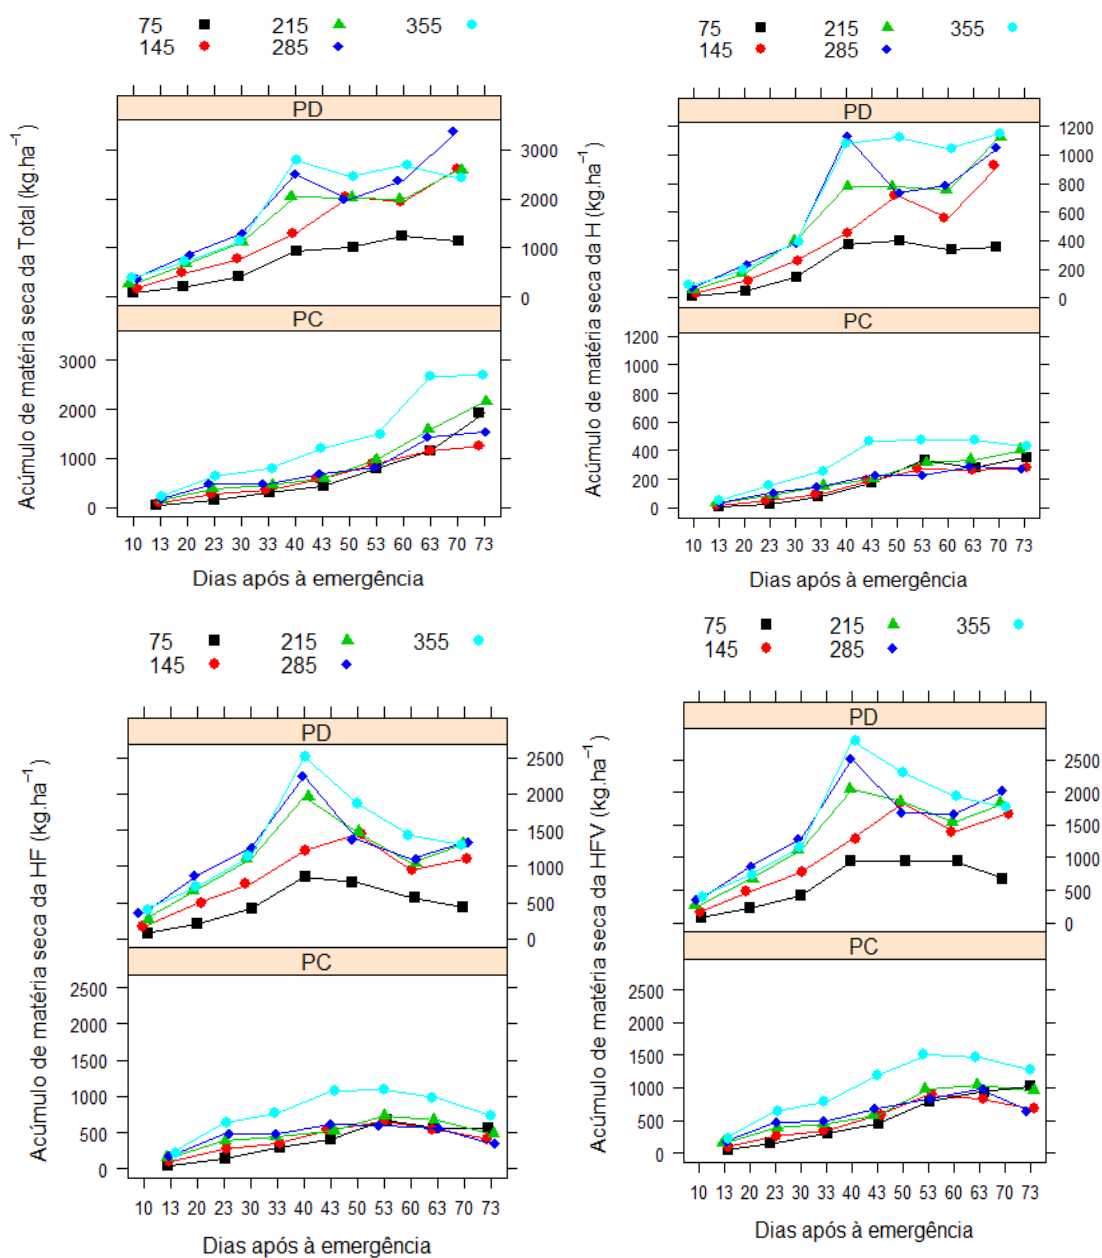 75 215 355
145 285
PD
Acúmulo de matéria seca da Total (kg.ha⁻¹)
3000
2000
1000
0
PC
3000
2000
1000
0
10 13 20 23 30 33 40 43 50 53 60 63 70 73
Dias após à emergência
75 215 355
145 285
PD
Acúmulo de matéria seca da H (kg.ha⁻¹)
1200
1000
800
600
400
200
0
PC
1200
1000
800
600
400
200
0
10 13 20 23 30 33 40 43 50 53 60 63 70 73
Dias após à emergência
75 215 355
145 285
PD
Acúmulo de matéria seca da HF (kg.ha⁻¹)
2500
2000
1500
1000
500
0
PC
2500
2000
1500
1000
500
0
10 13 20 23 30 33 40 43 50 53 60 63 70 73
Dias após à emergência
75 215 355
145 285
PD
Acúmulo de matéria seca da HFV (kg.ha⁻¹)
2500
2000
1500
1000
500
0
PC
2500
2000
1500
1000
500
0
10 13 20 23 30 33 40 43 50 53 60 63 70 73
Dias após à emergência